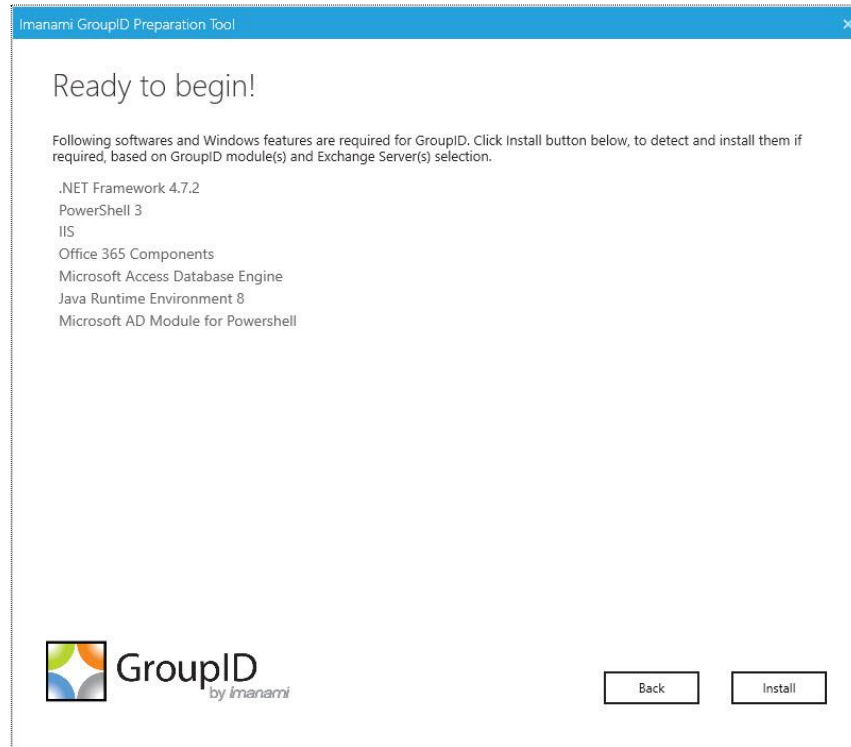 Imanami GroupID Preparation Tool
Ready to begin!
Following softwares and Windows features are required for GroupID. Click Install button below, to detect and install them if
required, based on GroupID module(s) and Exchange Server(s) selection.
.NET Framework 4.7.2
PowerShell 3
IIS
Office 365 Components
Microsoft Access Database Engine
Java Runtime Environment 8
Microsoft AD Module for Powershell
GroupID
by imanami
Back
Install